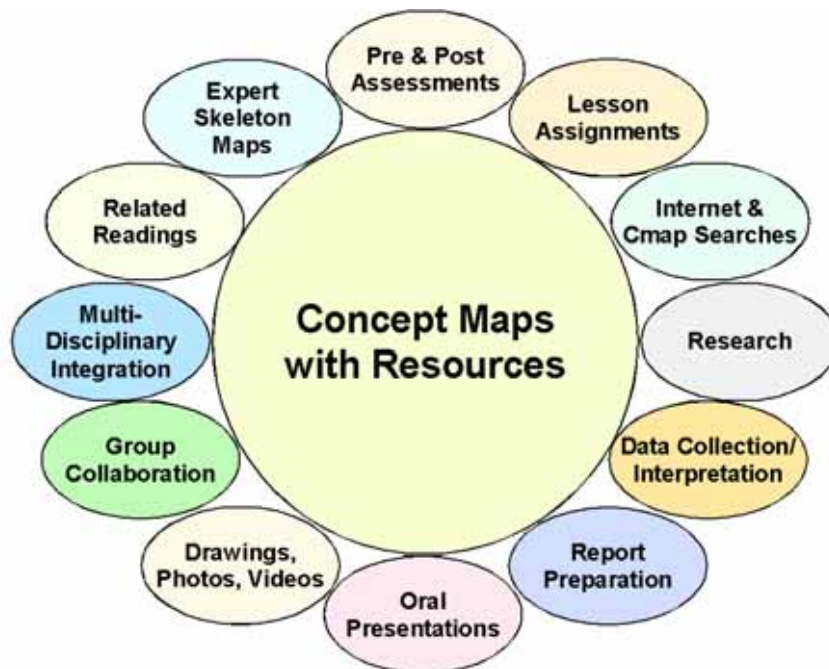 Pre & Post
Assessments
Lesson
Assignments
Internet &
Cmap Searches
Research
Data Collection/
Interpretation
Report
Preparation
Oral
Presentations
Drawings,
Photos, Videos
Group
Collaboration
Multi-
Disciplinary
Integration
Related
Readings
Expert
Skeleton
Maps
Concept Maps
with Resources